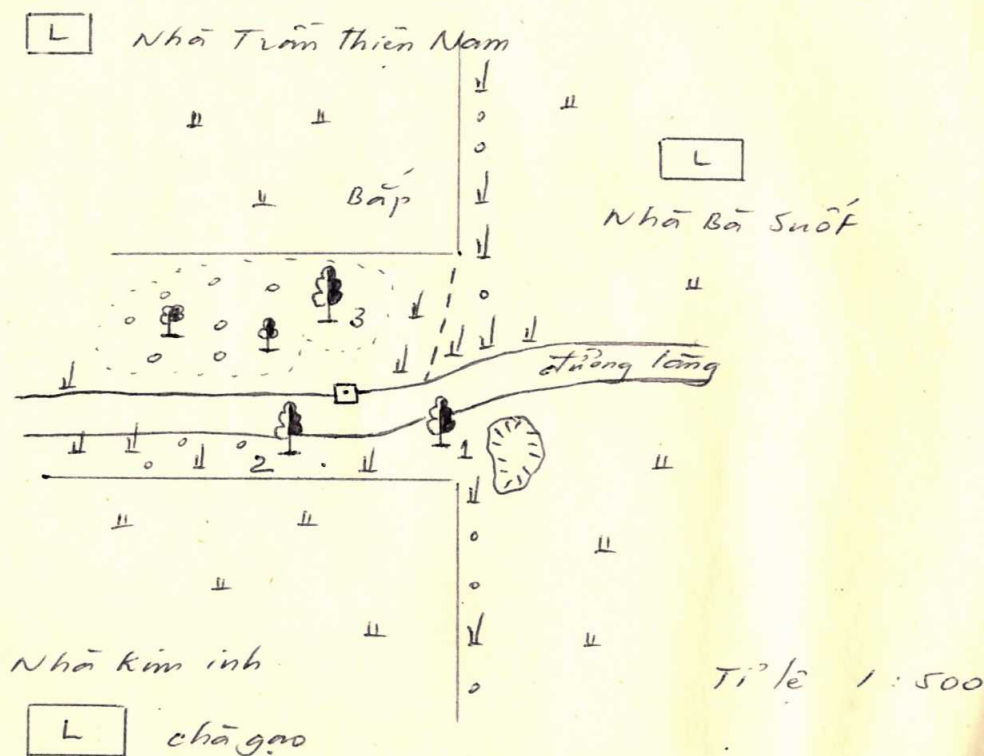 L Nhà Trần Thiện Nam
Bắp
L
Nhà Bà Suốt
3
đường làng
1
2
Nhà Kim inh
Tỉ lệ 1 : 500
L chà gạo